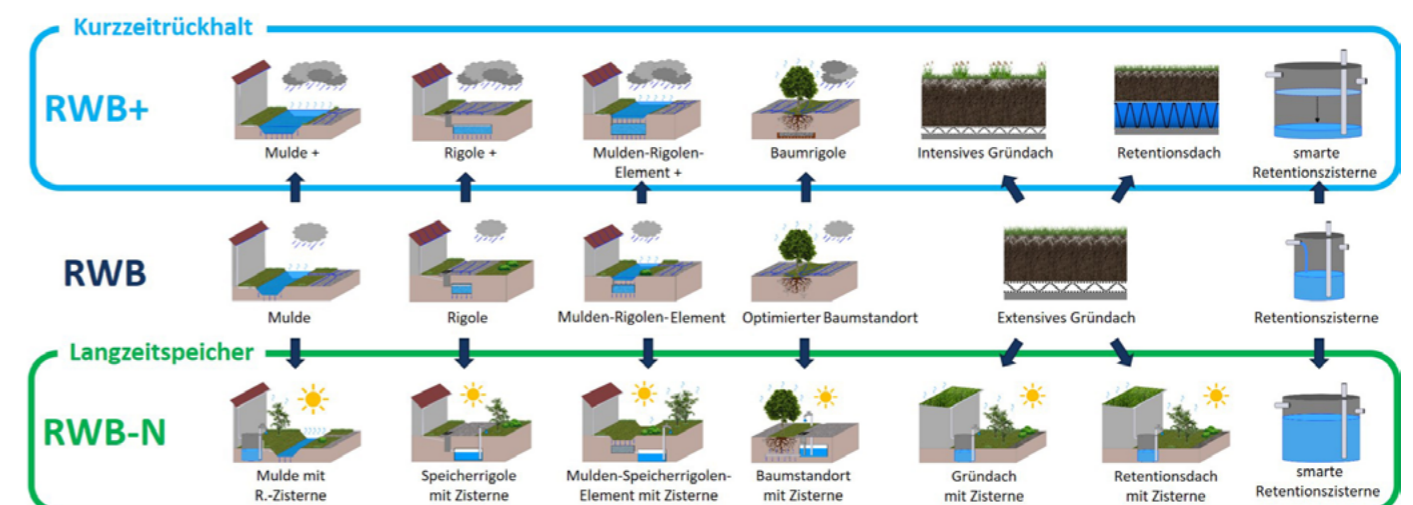 Kurzzeitrückhalt
RWB+
Mulde +
Rigole +
Mulden-Rigolen-
Element +
Baumrigole
Intensives Gründach
Retentionsdach
smarte
Retentionszisterne
RWB
Mulde
Rigole
Mulden-Rigolen-Element
Optimierter Baumstandort
Extensives Gründach
Retentionszisterne
Langzeitspeicher
RWB-N
Mulde mit
R.-Zisterne
Speicherrigole
mit Zisterne
Mulden-Speicherrigolen-
Element mit Zisterne
Baumstandort
mit Zisterne
Gründach
mit Zisterne
Retentionsdach
mit Zisterne
smarte
Retentionszisterne